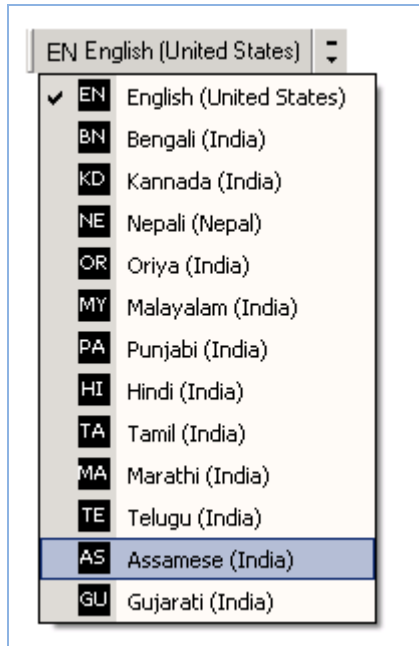 EN English (United States)
EN English (United States)
BN Bengali (India)
KD Kannada (India)
NE Nepali (Nepal)
OR Oriya (India)
MY Malayalam (India)
PA Punjabi (India)
HI Hindi (India)
TA Tamil (India)
MA Marathi (India)
TE Telugu (India)
AS Assamese (India)
GU Gujarati (India)